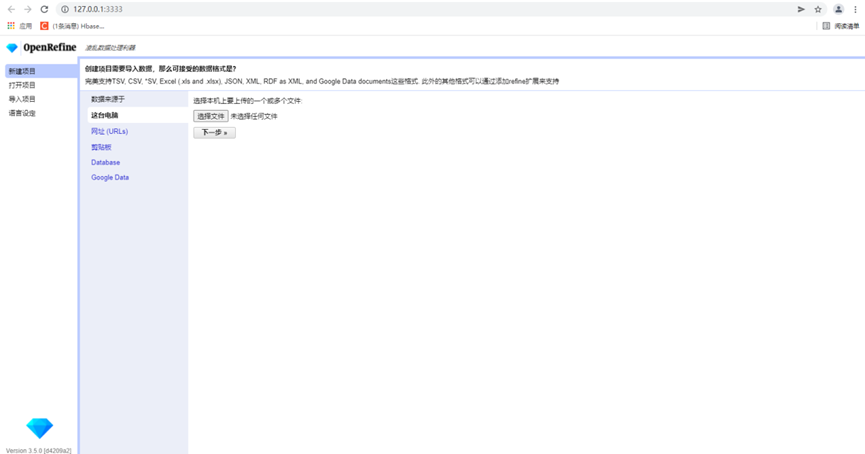 127.0.0.1:3333
应用 (1条消息) Hbase... 阅读清单
OpenRefine 凌乱数据处理利器
新建项目
打开项目
导入项目
语言设定
创建项目需要导入数据，那么可接受的数据格式是?
完美支持TSV, CSV, *SV, Excel (.xls and .xlsx), JSON, XML, RDF as XML, and Google Data documents这些格式. 此外的其他格式可以通过添加refine扩展来支持
数据来源于
这台电脑
网址 (URLs)
剪贴板
Database
Google Data
选择本机上要上传的一个或多个文件:
选择文件 未选择任何文件
下一步 »
Version 3.5.0 [d4209a2]